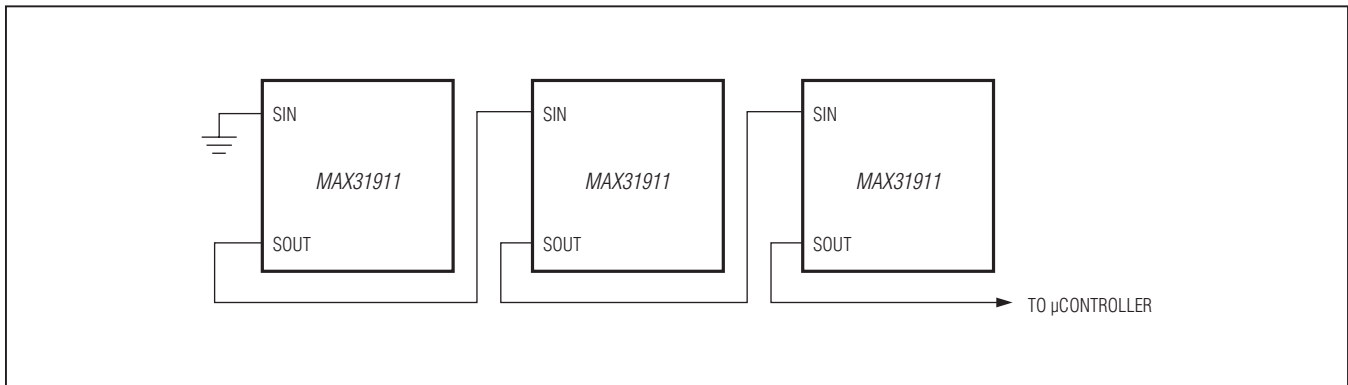 SIN
MAX31911
SOUT
SIN
MAX31911
SOUT
SIN
MAX31911
SOUT
TO µCONTROLLER